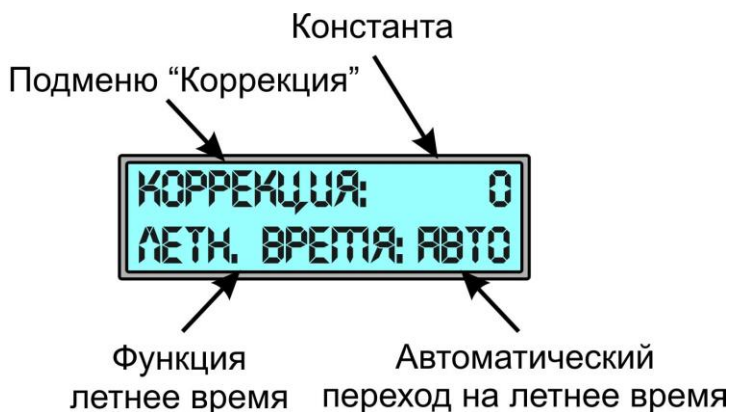 Константа
Подменю “Коррекция”
КОРРЕКЦИЯ: 0
ЛЕТН. ВРЕМЯ: АВТО
Функция
летнее время
Автоматический
переход на летнее время